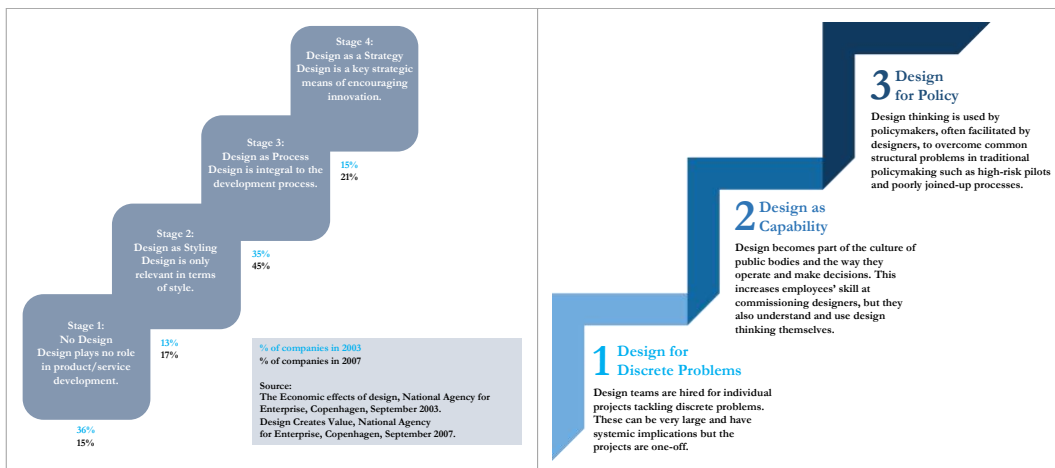 Stage 4:
Design as a Strategy
Design is a key strategic
means of encouraging
innovation.
Stage 3:
Design as Process
Design is integral to the
development process.
15%
21%
Stage 2:
Design as Styling
Design is only
relevant in terms
of style.
35%
45%
Stage 1:
No Design
Design plays no role
in product/service
development.
13%
17%
36%
15%
% of companies in 2003
% of companies in 2007
Source:
The Economic effects of design, National Agency for
Enterprise, Copenhagen, September 2003.
Design Creates Value, National Agency
for Enterprise, Copenhagen, September 2007.
3 Design
for Policy
Design thinking is used by
policymakers, often facilitated by
designers, to overcome common
structural problems in traditional
policymaking such as high-risk pilots
and poorly joined-up processes.
2 Design as
Capability
Design becomes part of the culture of
public bodies and the way they
operate and make decisions. This
increases employees' skill at
commissioning designers, but they
also understand and use design
thinking themselves.
1 Design for
Discrete Problems
Design teams are hired for individual
projects tackling discrete problems.
These can be very large and have
systemic implications but the
projects are one-off.